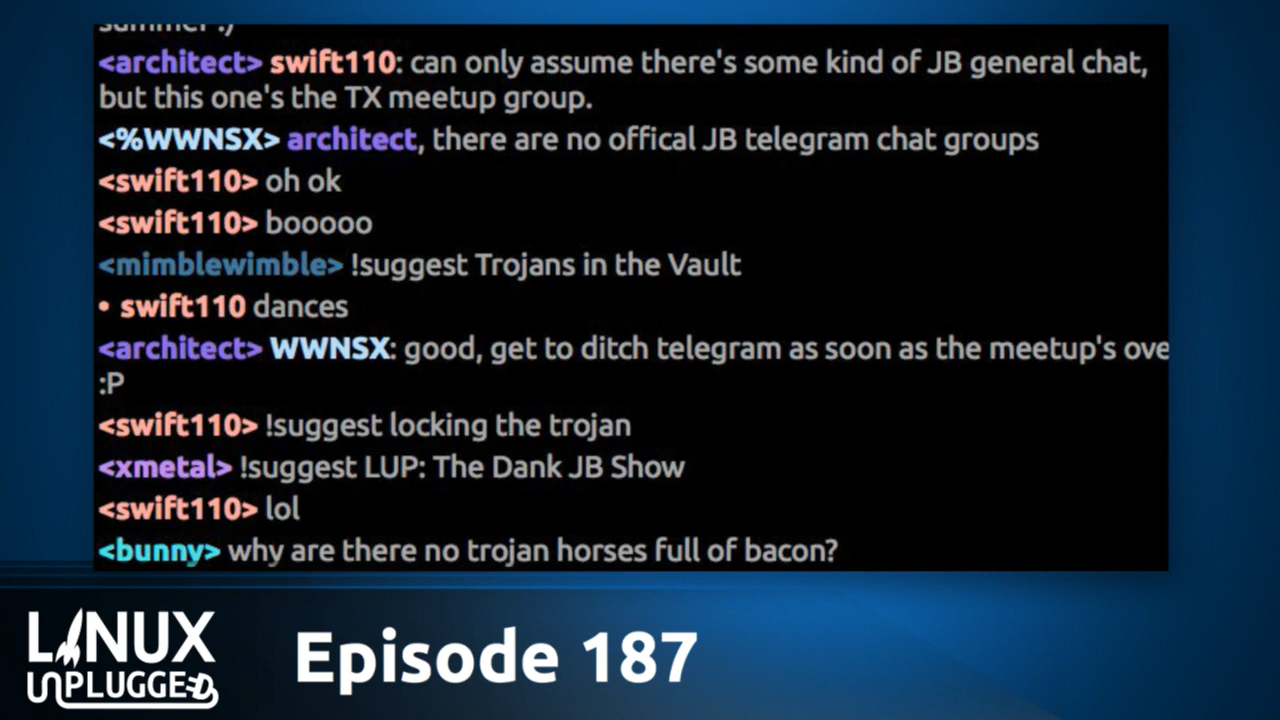 summer :)
<architect> swift110: can only assume there's some kind of JB general chat,
but this one's the TX meetup group.
<%WWNSX> architect, there are no offical JB telegram chat groups
<swift110> oh ok
<swift110> booooo
<mimblewimble> !suggest Trojans in the Vault
• swift110 dances
<architect> WWNSX: good, get to ditch telegram as soon as the meetup's ove
:P
<swift110> !suggest locking the trojan
<xmetal> !suggest LUP: The Dank JB Show
<swift110> lol
<bunny> why are there no trojan horses full of bacon?
LINUX
UNPLUGGED
Episode 187